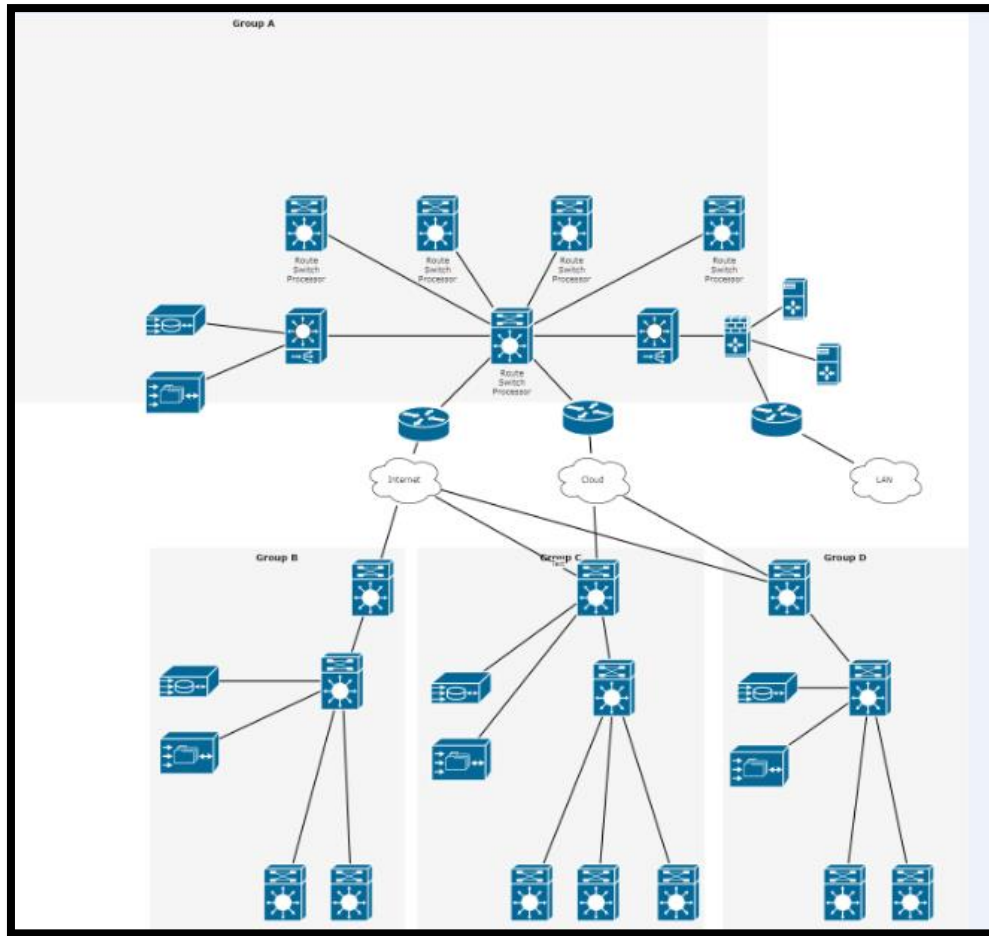 Group A
Route
Switch
Processor
Route
Switch
Processor
Route
Switch
Processor
Route
Switch
Processor
Route
Switch
Processor
Internet
Cloud
LAN
Group B
Group C
Text
Group D